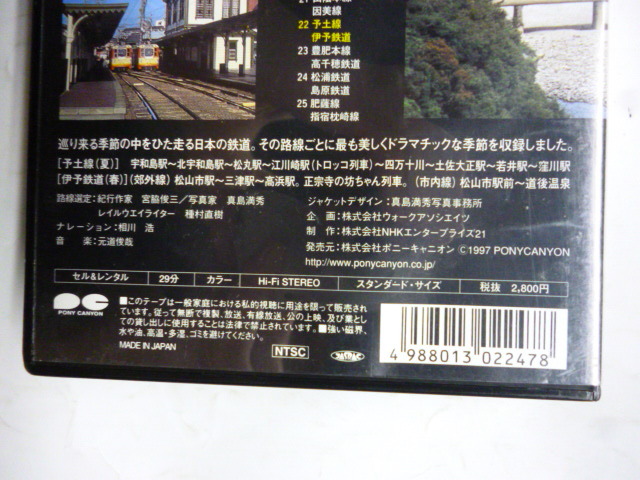 因美線
22 予土線
伊予鉄道
23 豊肥本線
高千穂鉄道
24 松浦鉄道
島原鉄道
25 肥薩線
指宿枕崎線
巡り来る季節の中をひた走る日本の鉄道。その路線ごとに最も美しくドラマチックな季節を収録しました。
[予土線(夏)] 宇和島駅〜北宇和島駅〜松丸駅〜江川崎駅(トロッコ列車)〜四万十川〜土佐大正駅〜若井駅〜窪川駅
[伊予鉄道(春)](郊外線)松山市駅〜三津駅〜高浜駅。正宗寺の坊ちゃん列車。(市内線)松山市駅前〜道後温泉
路線選定:紀行作家 宮脇俊三/写真家 真島満秀
レイルウエイライター 種村直樹
ナレーション:相川 浩
音 楽:元道俊哉
ジャケットデザイン:真島満秀写真事務所
企 画:株式会社ウォークアソシエイツ
制 作:株式会社NHKエンタープライズ21
発売元:株式会社ポニーキャニオン Ⓒ1997 PONYCANYON
http://www.ponycanyon.co.jp/
セル&レンタル 29分 カラー Hi-Fi STEREO スタンダード・サイズ 税抜 2,800円
PONY CANYON
■このテープは一般家庭における私的視聴に用途を限って販売されています。従って無断で複製、放送、有線放送、公の上映、及び業としての貸し出しに使用することは法律で禁止されています。■強い磁界、水や油、高温・多湿、ゴミを避けてください。
MADE IN JAPAN
NTSC
JASRAC
4 988013 022478